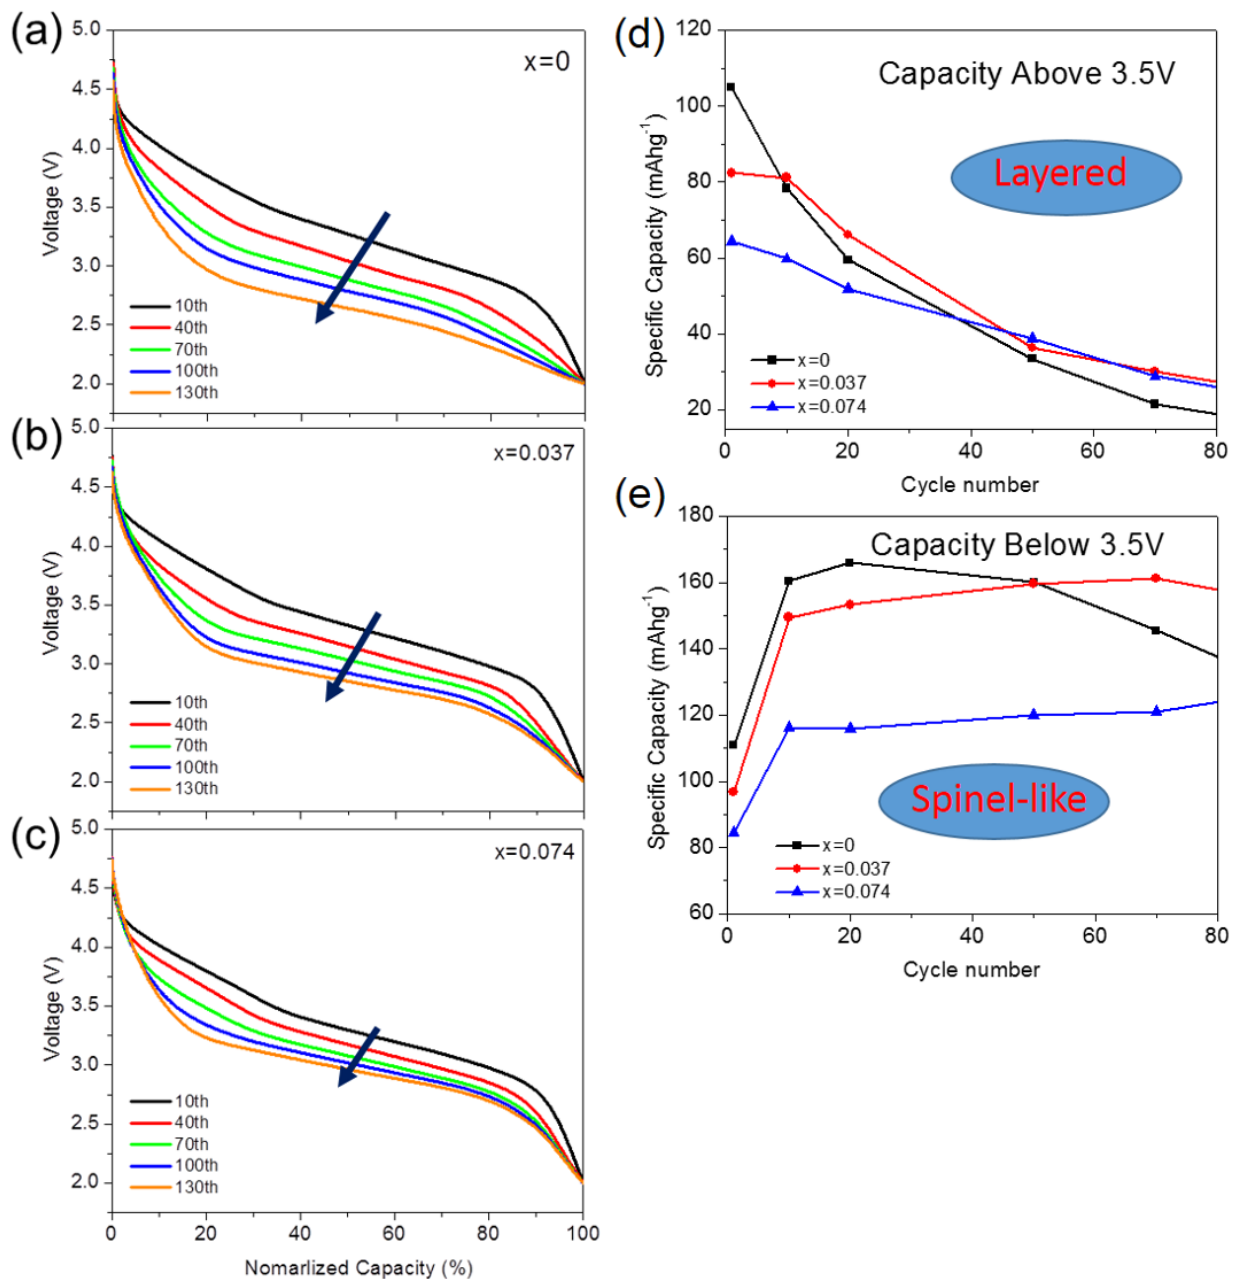 (a)
5.0
4.5
4.0
3.5
3.0
2.5
2.0
Voltage (V)
x=0
10th
40th
70th
100th
130th
(b)
5.0
4.5
4.0
3.5
3.0
2.5
2.0
Voltage (V)
x=0.037
10th
40th
70th
100th
130th
(c)
5.0
4.5
4.0
3.5
3.0
2.5
2.0
Voltage (V)
x=0.074
10th
40th
70th
100th
130th
0 20 40 60 80 100
Nomarlized Capacity (%)
(d)
120
100
80
60
40
20
Specific Capacity (mAhg⁻¹)
Capacity Above 3.5V
Layered
x=0
x=0.037
x=0.074
0 20 40 60 80
Cycle number
(e)
180
160
140
120
100
80
60
Specific Capacity (mAhg⁻¹)
Capacity Below 3.5V
Spinel-like
x=0
x=0.037
x=0.074
0 20 40 60 80
Cycle number